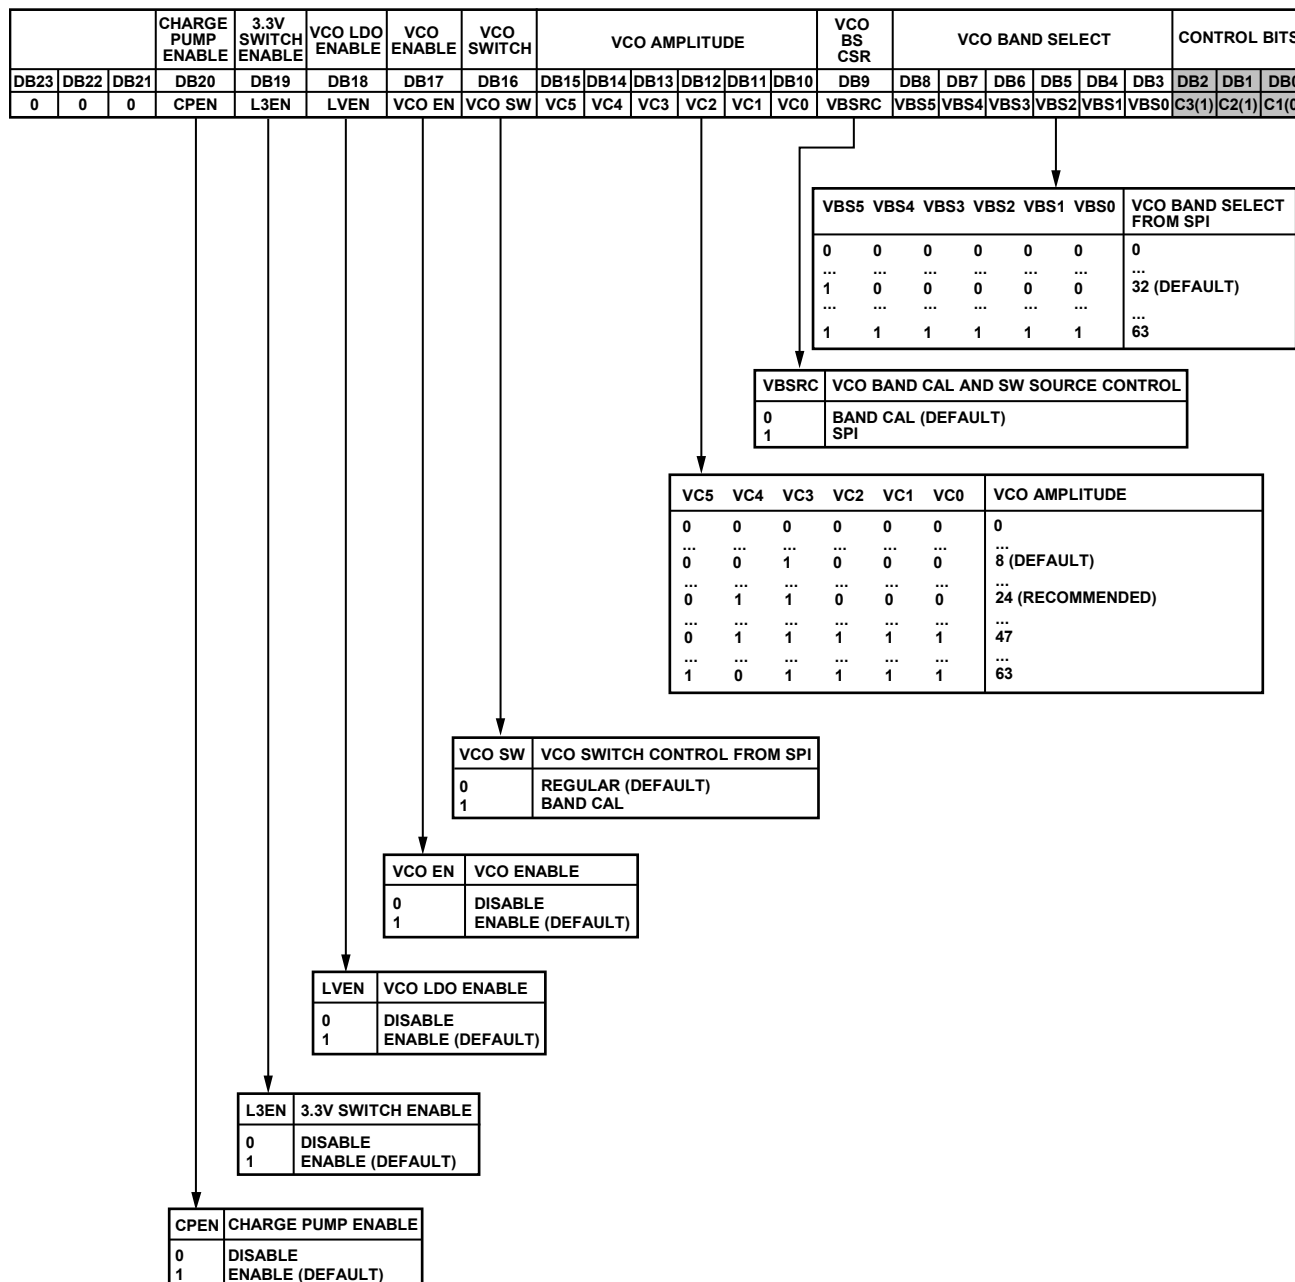 CHARGE PUMP ENABLE 3.3V SWITCH ENABLE VCO LDO ENABLE VCO ENABLE VCO SWITCH VCO AMPLITUDE VCO BS CSR VCO BAND SELECT CONTROL BITS
DB23 DB22 DB21 DB20 DB19 DB18 DB17 DB16 DB15 DB14 DB13 DB12 DB11 DB10 DB9 DB8 DB7 DB6 DB5 DB4 DB3 DB2 DB1 DB0
0 0 0 CPEN L3EN LVEN VCO EN VCO SW VC5 VC4 VC3 VC2 VC1 VC0 VBSRC VBS5 VBS4 VBS3 VBS2 VBS1 VBS0 C3(1) C2(1) C1(0
VBS5 VBS4 VBS3 VBS2 VBS1 VBS0 VCO BAND SELECT FROM SPI
0 0 0 0 0 0 0
... ... ... ... ... ... ...
1 0 0 0 0 0 32 (DEFAULT)
... ... ... ... ... ... ...
1 1 1 1 1 1 63
VBSRC VCO BAND CAL AND SW SOURCE CONTROL
0 BAND CAL (DEFAULT)
1 SPI
VC5 VC4 VC3 VC2 VC1 VC0 VCO AMPLITUDE
0 0 0 0 0 0 0
... ... ... ... ... ... ...
0 0 1 0 0 0 8 (DEFAULT)
... ... ... ... ... ... ...
0 1 1 0 0 0 24 (RECOMMENDED)
... ... ... ... ... ... ...
0 1 1 1 1 1 47
... ... ... ... ... ... ...
1 0 1 1 1 1 63
VCO SW VCO SWITCH CONTROL FROM SPI
0 REGULAR (DEFAULT)
1 BAND CAL
VCO EN VCO ENABLE
0 DISABLE
1 ENABLE (DEFAULT)
LVEN VCO LDO ENABLE
0 DISABLE
1 ENABLE (DEFAULT)
L3EN 3.3V SWITCH ENABLE
0 DISABLE
1 ENABLE (DEFAULT)
CPEN CHARGE PUMP ENABLE
0 DISABLE
1 ENABLE (DEFAULT)